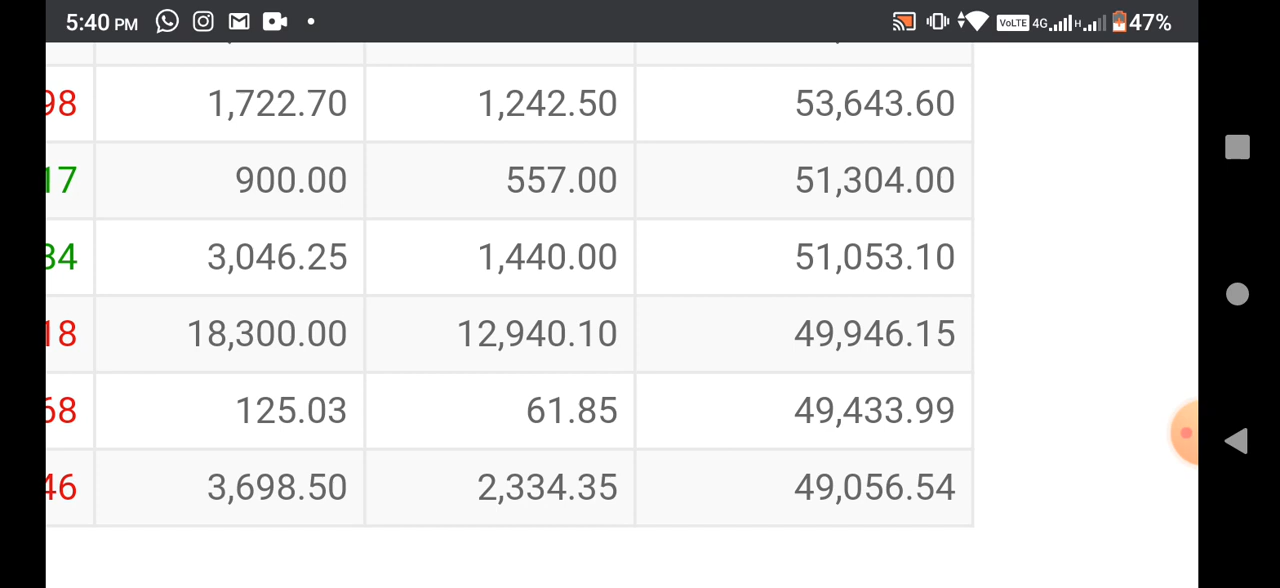 5:40 PM VoLTE 4G H 47%
98 1,722.70 1,242.50 53,643.60
17 900.00 557.00 51,304.00
34 3,046.25 1,440.00 51,053.10
18 18,300.00 12,940.10 49,946.15
68 125.03 61.85 49,433.99
46 3,698.50 2,334.35 49,056.54